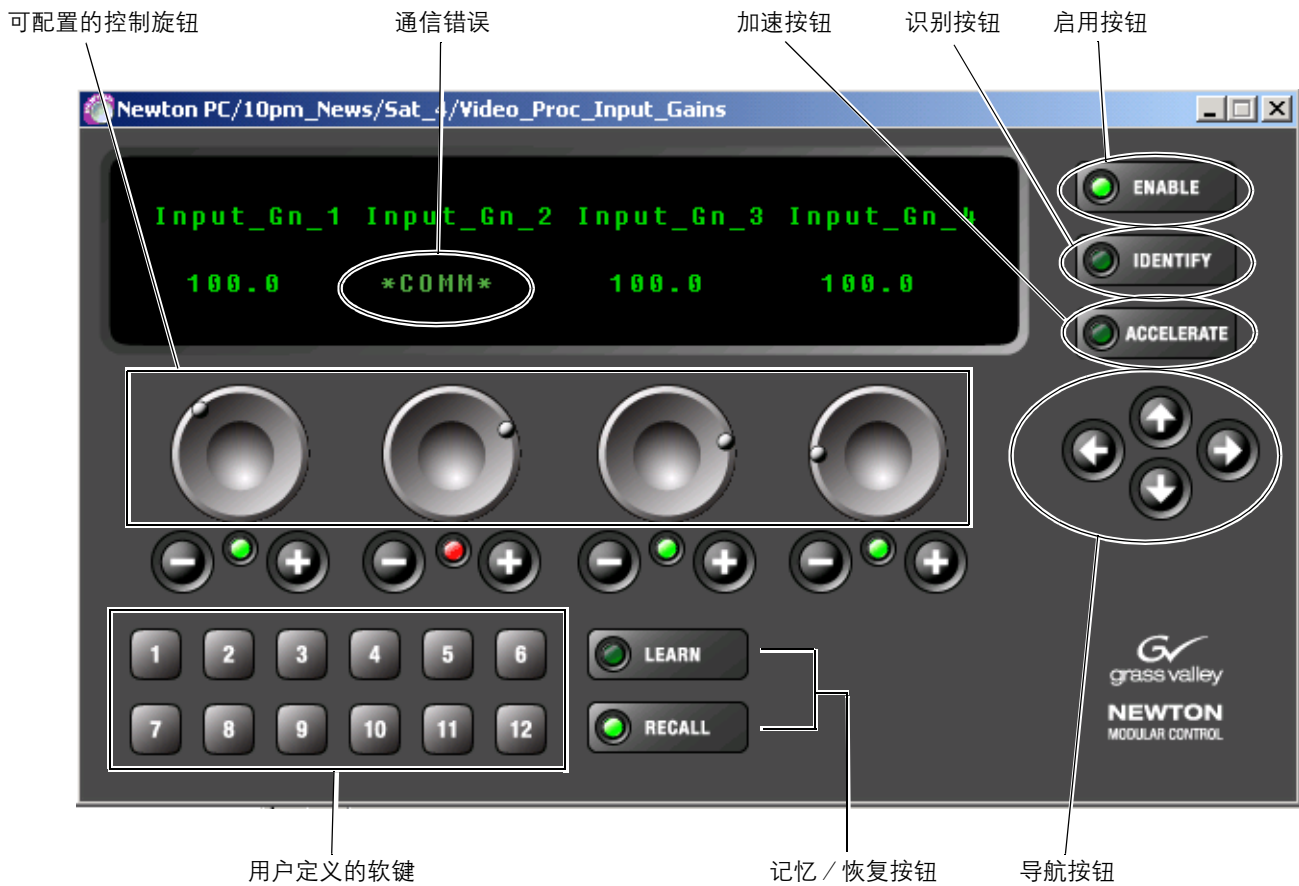 可配置的控制旋钮 通信错误 加速按钮 识别按钮 启用按钮
Newton PC/10pm_News/Sat_4/Video_Proc_Input_Gains
Input_Gn_1 Input_Gn_2 Input_Gn_3 Input_Gn_4
100.0 *COMM* 100.0 100.0
ENABLE
IDENTIFY
ACCELERATE
1 2 3 4 5 6
LEARN
7 8 9 10 11 12
RECALL
GV
grass valley
NEWTON
MODULAR CONTROL
用户定义的软键 记忆/恢复按钮 导航按钮